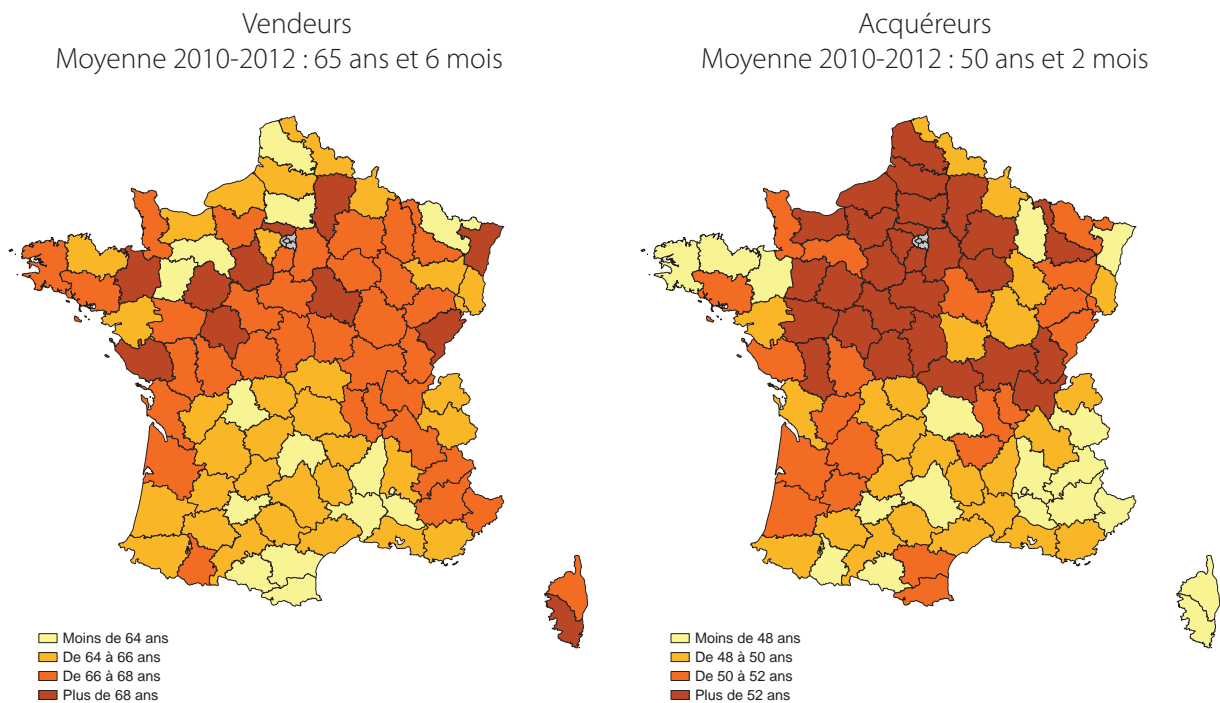 Vendeurs
Moyenne 2010-2012 : 65 ans et 6 mois
Moins de 64 ans
De 64 à 66 ans
De 66 à 68 ans
Plus de 68 ans
Acquéreurs
Moyenne 2010-2012 : 50 ans et 2 mois
Moins de 48 ans
De 48 à 50 ans
De 50 à 52 ans
Plus de 52 ans